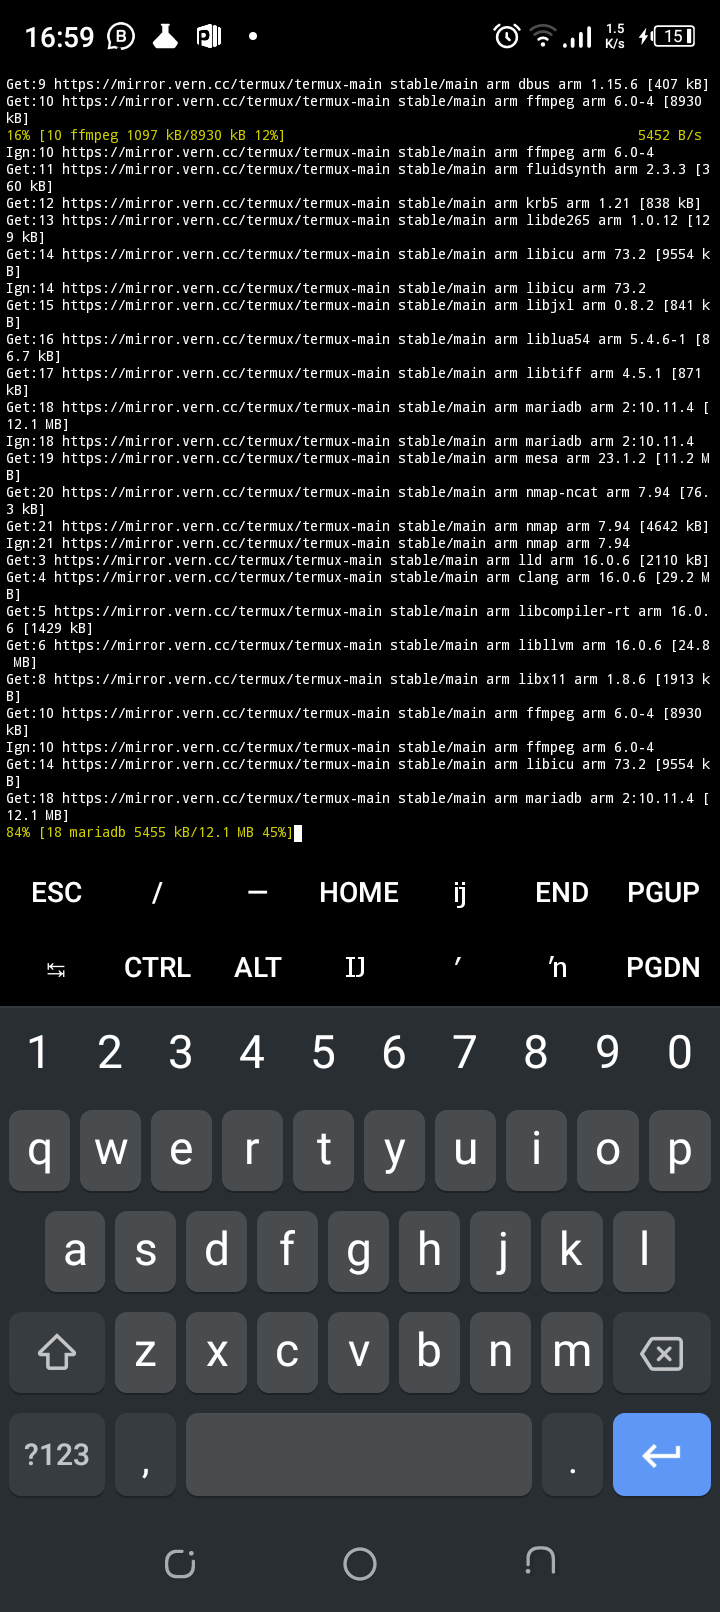 16:59 B P 1.5 K/s 15
Get:9 https://mirror.vern.cc/termux/termux-main stable/main arm dbus arm 1.15.6 [407 kB]
Get:10 https://mirror.vern.cc/termux/termux-main stable/main arm ffmpeg arm 6.0-4 [8930
kB]
16% [10 ffmpeg 1097 kB/8930 kB 12%] 5452 B/s
Ign:10 https://mirror.vern.cc/termux/termux-main stable/main arm ffmpeg arm 6.0-4
Get:11 https://mirror.vern.cc/termux/termux-main stable/main arm fluidsynth arm 2.3.3 [3
60 kB]
Get:12 https://mirror.vern.cc/termux/termux-main stable/main arm krb5 arm 1.21 [838 kB]
Get:13 https://mirror.vern.cc/termux/termux-main stable/main arm libde265 arm 1.0.12 [12
9 kB]
Get:14 https://mirror.vern.cc/termux/termux-main stable/main arm libicu arm 73.2 [9554 k
B]
Ign:14 https://mirror.vern.cc/termux/termux-main stable/main arm libicu arm 73.2
Get:15 https://mirror.vern.cc/termux/termux-main stable/main arm libjxl arm 0.8.2 [841 k
B]
Get:16 https://mirror.vern.cc/termux/termux-main stable/main arm liblua54 arm 5.4.6-1 [8
6.7 kB]
Get:17 https://mirror.vern.cc/termux/termux-main stable/main arm libtiff arm 4.5.1 [871
kB]
Get:18 https://mirror.vern.cc/termux/termux-main stable/main arm mariadb arm 2:10.11.4 [
12.1 MB]
Ign:18 https://mirror.vern.cc/termux/termux-main stable/main arm mariadb arm 2:10.11.4
Get:19 https://mirror.vern.cc/termux/termux-main stable/main arm mesa arm 23.1.2 [11.2 M
B]
Get:20 https://mirror.vern.cc/termux/termux-main stable/main arm nmap-ncat arm 7.94 [76.
3 kB]
Get:21 https://mirror.vern.cc/termux/termux-main stable/main arm nmap arm 7.94 [4642 kB]
Ign:21 https://mirror.vern.cc/termux/termux-main stable/main arm nmap arm 7.94
Get:3 https://mirror.vern.cc/termux/termux-main stable/main arm lld arm 16.0.6 [2110 kB]
Get:4 https://mirror.vern.cc/termux/termux-main stable/main arm clang arm 16.0.6 [29.2 M
B]
Get:5 https://mirror.vern.cc/termux/termux-main stable/main arm libcompiler-rt arm 16.0.
6 [1429 kB]
Get:6 https://mirror.vern.cc/termux/termux-main stable/main arm libllvm arm 16.0.6 [24.8
MB]
Get:8 https://mirror.vern.cc/termux/termux-main stable/main arm libx11 arm 1.8.6 [1913 k
B]
Get:10 https://mirror.vern.cc/termux/termux-main stable/main arm ffmpeg arm 6.0-4 [8930
kB]
Ign:10 https://mirror.vern.cc/termux/termux-main stable/main arm ffmpeg arm 6.0-4
Get:14 https://mirror.vern.cc/termux/termux-main stable/main arm libicu arm 73.2 [9554 k
B]
Get:18 https://mirror.vern.cc/termux/termux-main stable/main arm mariadb arm 2:10.11.4 [
12.1 MB]
84% [18 mariadb 5455 kB/12.1 MB 45%]
ESC / — HOME ĳ END PGUP
↹ CTRL ALT Ĳ ′ ŉ PGDN
1 2 3 4 5 6 7 8 9 0
q w e r t y u i o p
a s d f g h j k l
z x c v b n m
?123 , .